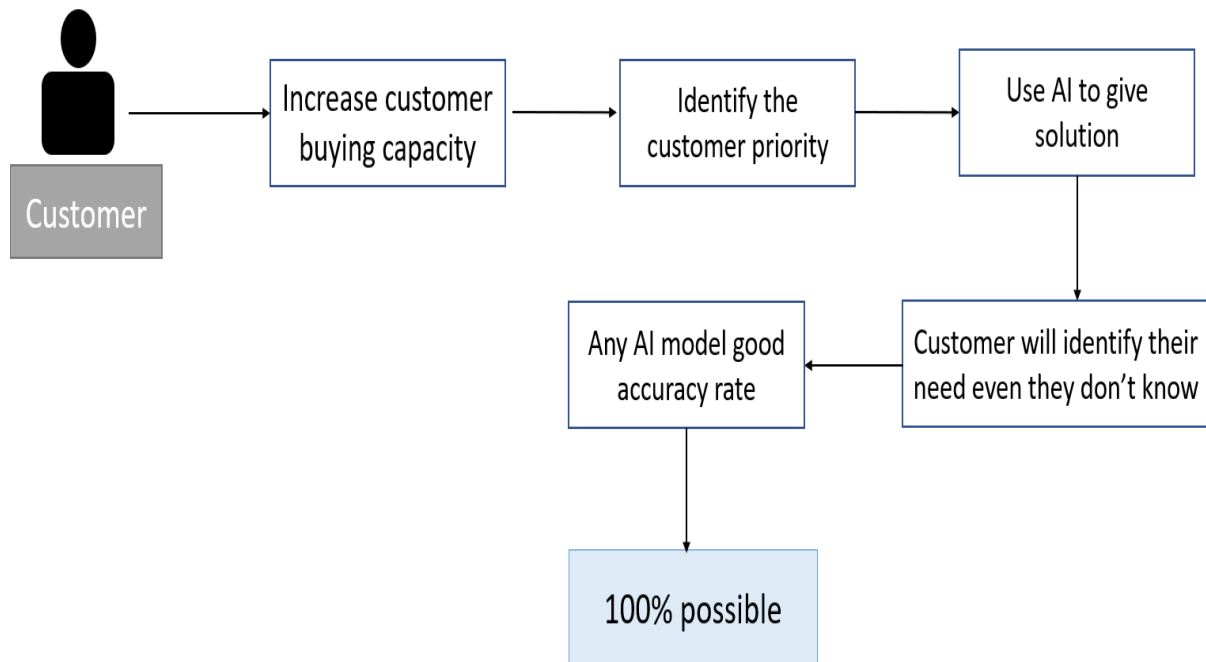 Customer
Increase customer
buying capacity
Identify the
customer priority
Use AI to give
solution
Customer will identify their
need even they don’t know
Any AI model good
accuracy rate
100% possible